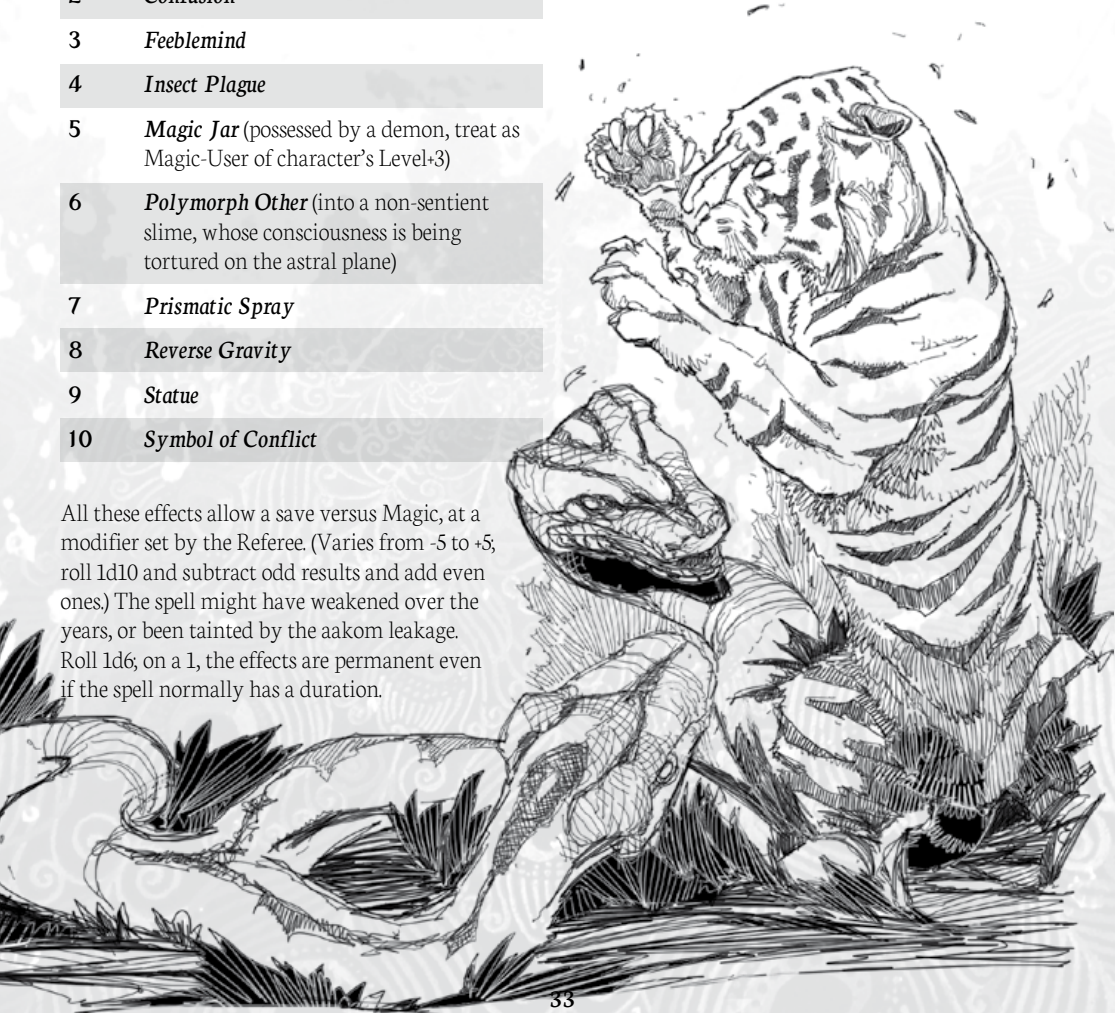 2 Confusion
3 Feeblemind
4 Insect Plague
5 Magic Jar (possessed by a demon, treat as
Magic-User of character’s Level+3)
6 Polymorph Other (into a non-sentient
slime, whose consciousness is being
tortured on the astral plane)
7 Prismatic Spray
8 Reverse Gravity
9 Statue
10 Symbol of Conflict
All these effects allow a save versus Magic, at a
modifier set by the Referee. (Varies from -5 to +5;
roll 1d10 and subtract odd results and add even
ones.) The spell might have weakened over the
years, or been tainted by the aakom leakage.
Roll 1d6; on a 1, the effects are permanent even
if the spell normally has a duration.
33